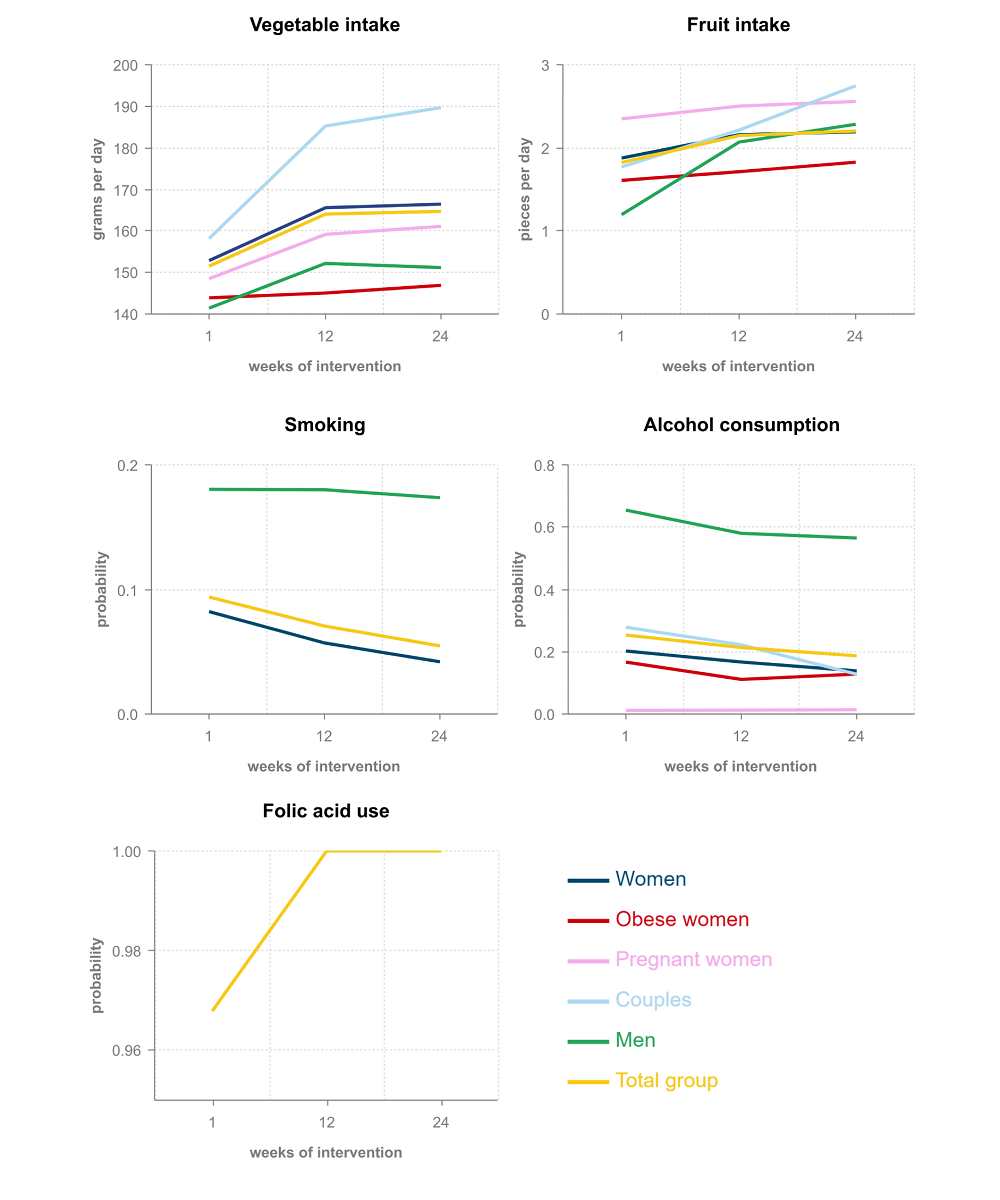 Vegetable intake
200
190
180
170
160
150
140
grams per day
1 12 24
weeks of intervention
Fruit intake
3
2
1
0
pieces per day
1 12 24
weeks of intervention
Smoking
0.2
0.1
0.0
probability
1 12 24
weeks of intervention
Alcohol consumption
0.8
0.6
0.4
0.2
0.0
probability
1 12 24
weeks of intervention
Folic acid use
1.00
0.98
0.96
probability
1 12 24
weeks of intervention
Women
Obese women
Pregnant women
Couples
Men
Total group